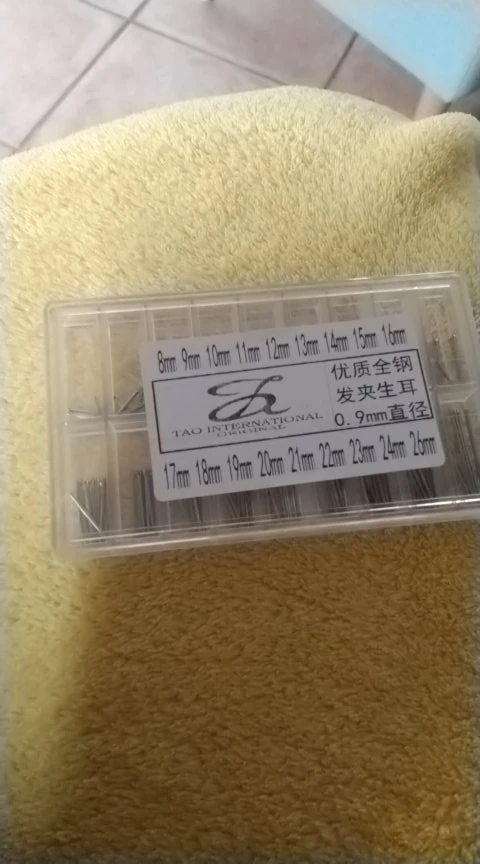 8mm 9mm 10mm 11mm 12mm 13mm 14mm 15mm 16mm
优质全钢
发夹生耳
0.9mm直径
TAO INTERNATIONAL
ORIGINAL
17mm 18mm 19mm 20mm 21mm 22mm 23mm 24mm 26mm